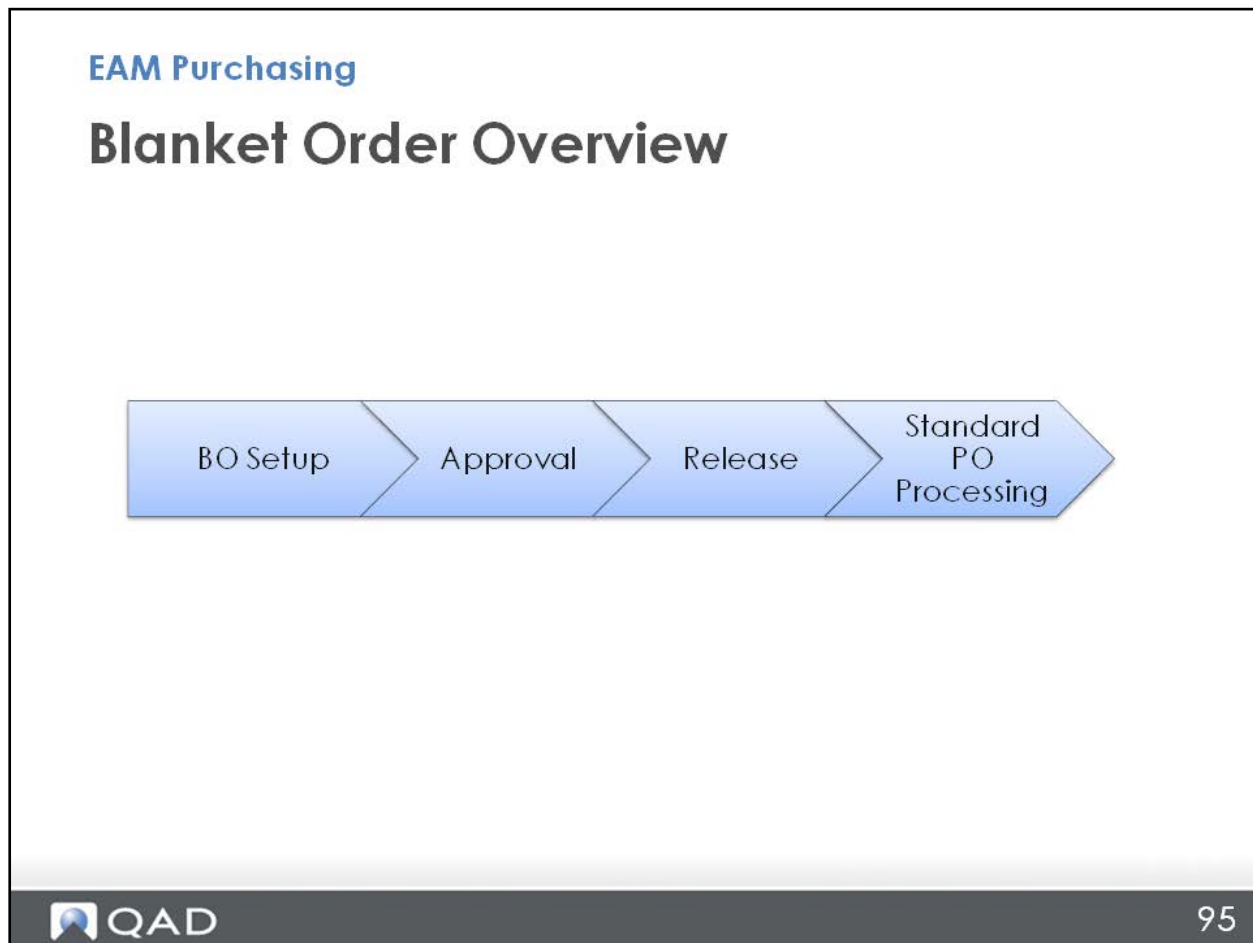 EAM Purchasing
Blanket Order Overview
BO Setup
Approval
Release
Standard
PO
Processing
QAD
95